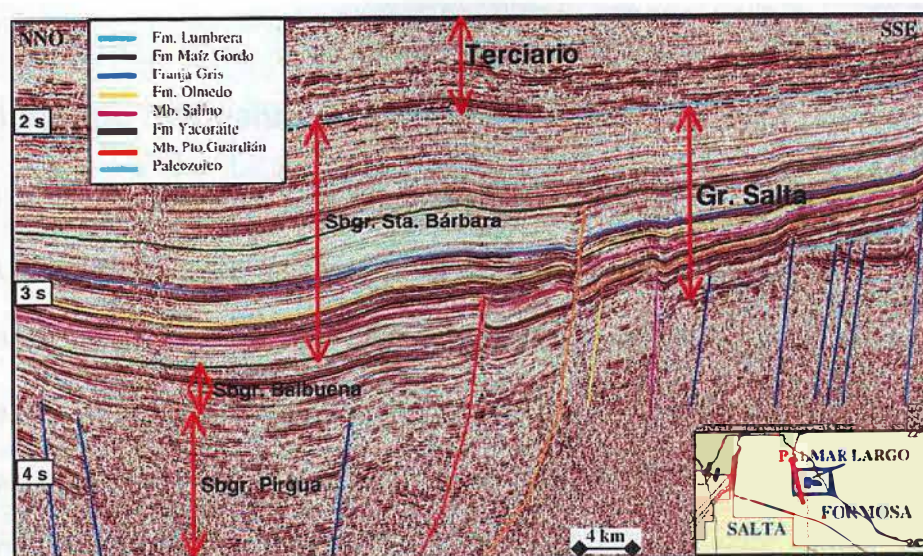 NNO
SSE
Fm. Lumbrera
Fm Maíz Gordo
Franja Gris
Fm. Olmedo
Mb. Salino
Fm Yacoraite
Mb. Pto.Guardián
Paleozoico
Terciario
2 s
Sbgr. Sta. Bárbara
Gr. Salta
3 s
Sbgr. Balbuena
4 s
Sbgr. Pirgua
4 km
PALMAR LARGO
FORMOSA
SALTA